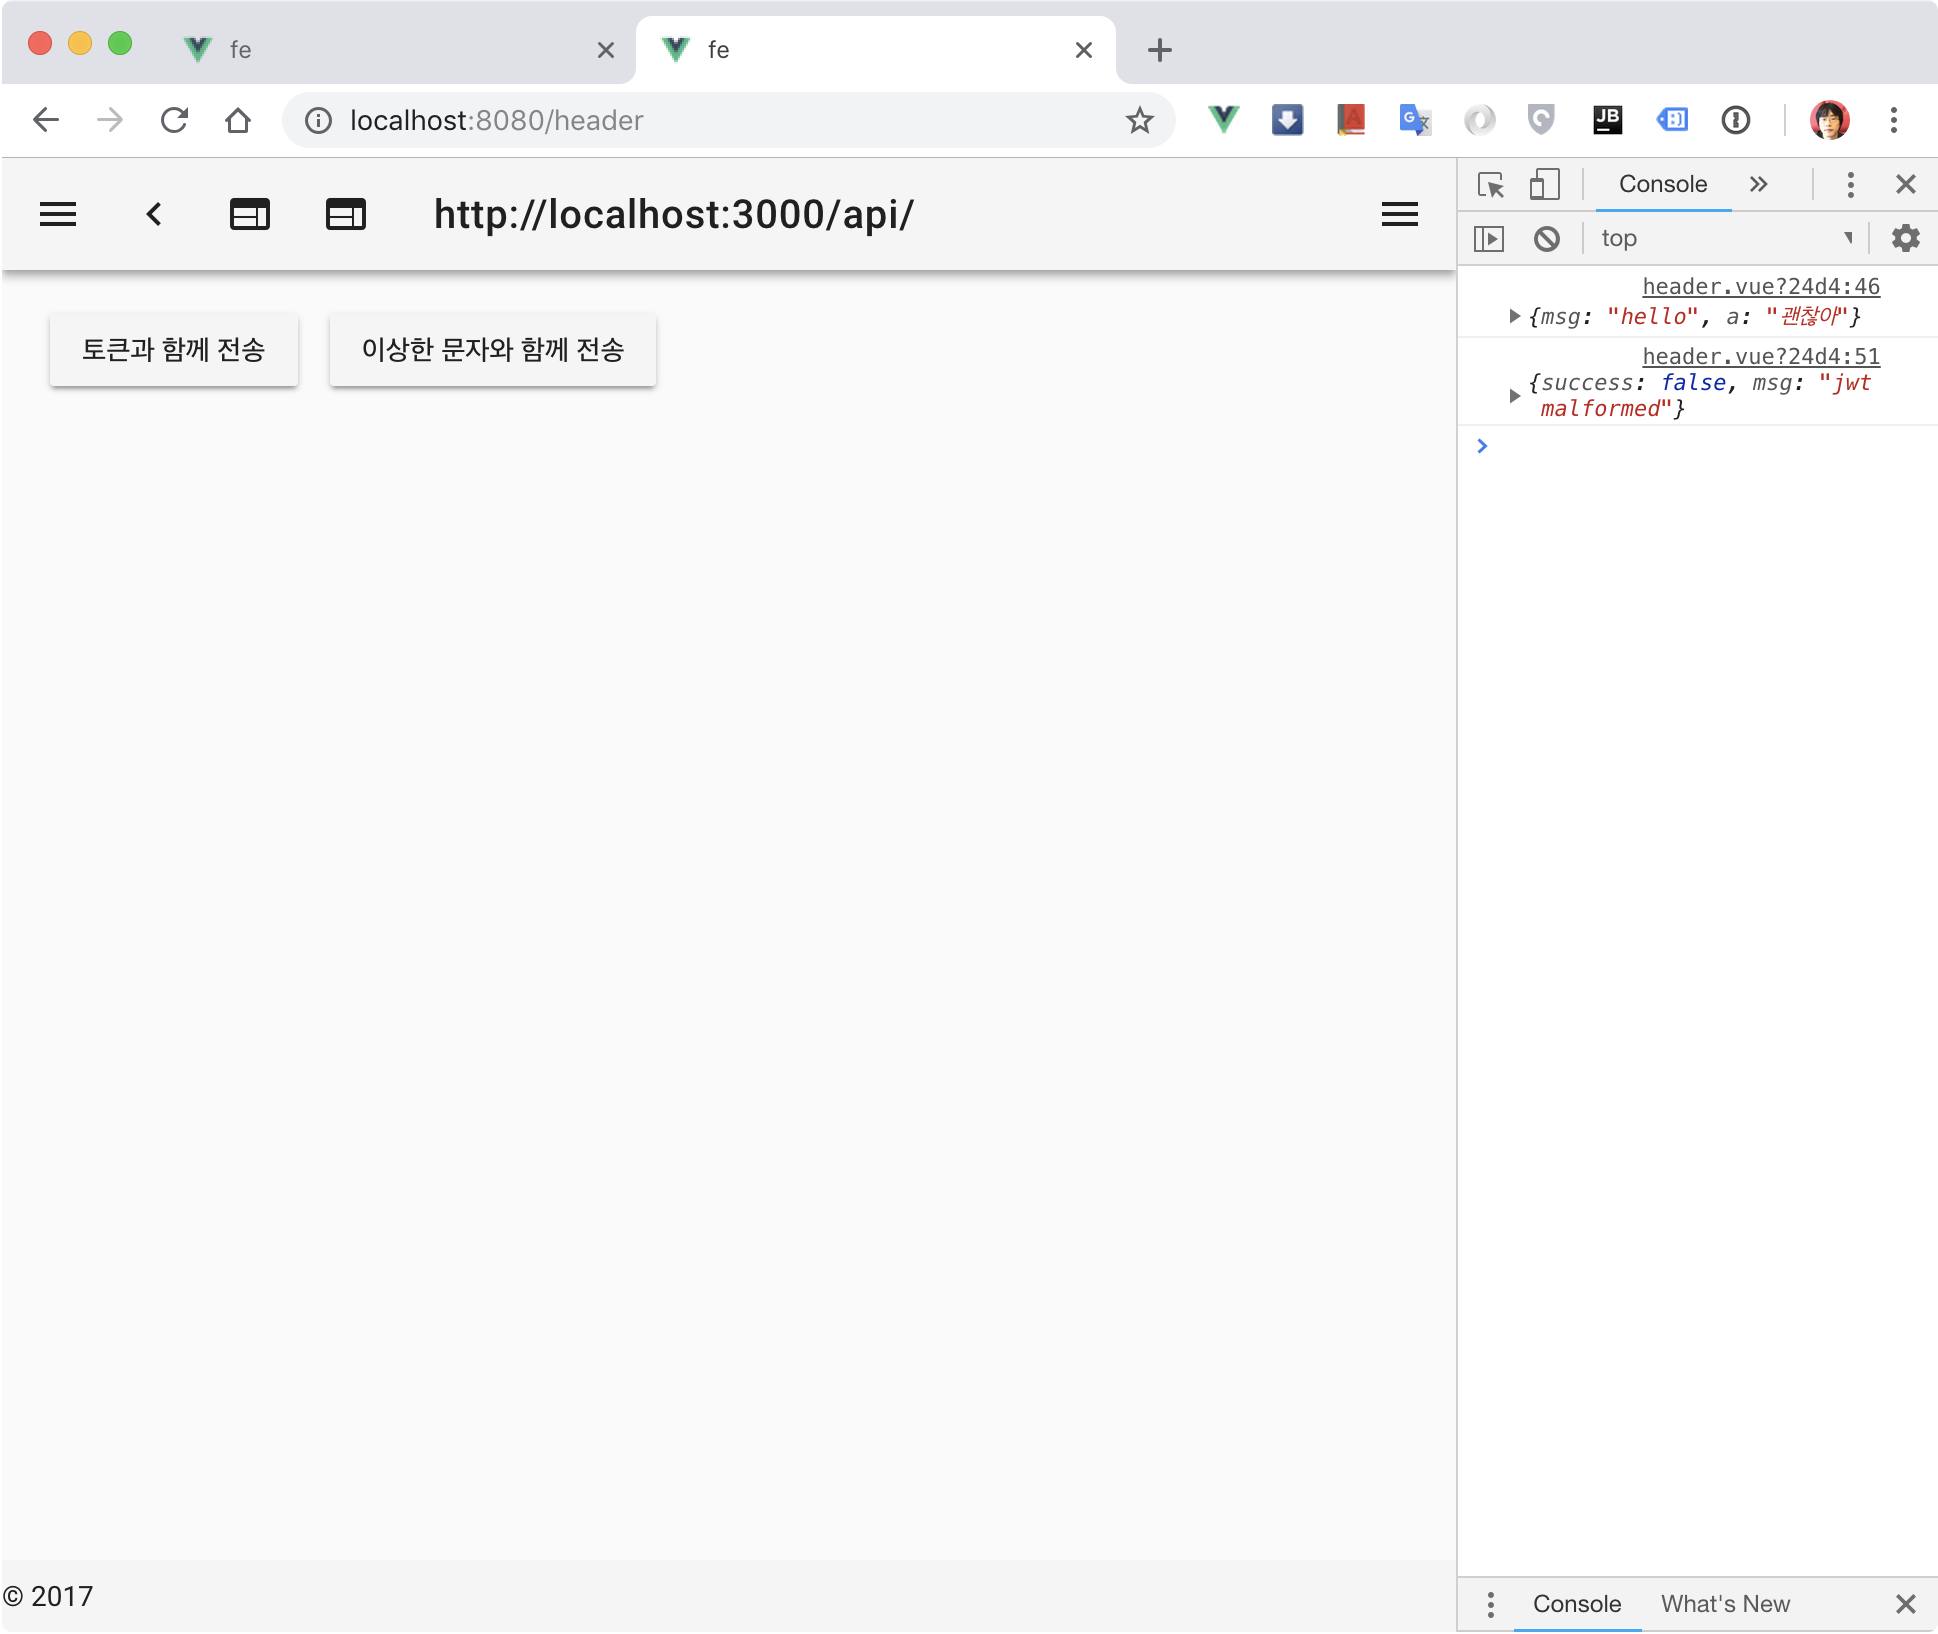 fe
fe
localhost:8080/header
JB
http://localhost:3000/api/
토큰과 함께 전송
이상한 문자와 함께 전송
© 2017
Console
top
header.vue?24d4:46
{msg: "hello", a: "괜찮아"}
header.vue?24d4:51
{success: false, msg: "jwt
malformed"}
Console
What's New